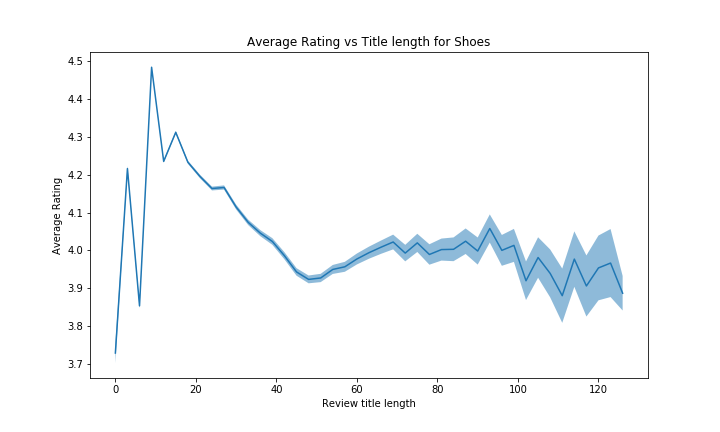 Average Rating vs Title length for Shoes
4.5
4.4
4.3
4.2
4.1
4.0
3.9
3.8
3.7
Average Rating
0 20 40 60 80 100 120
Review title length